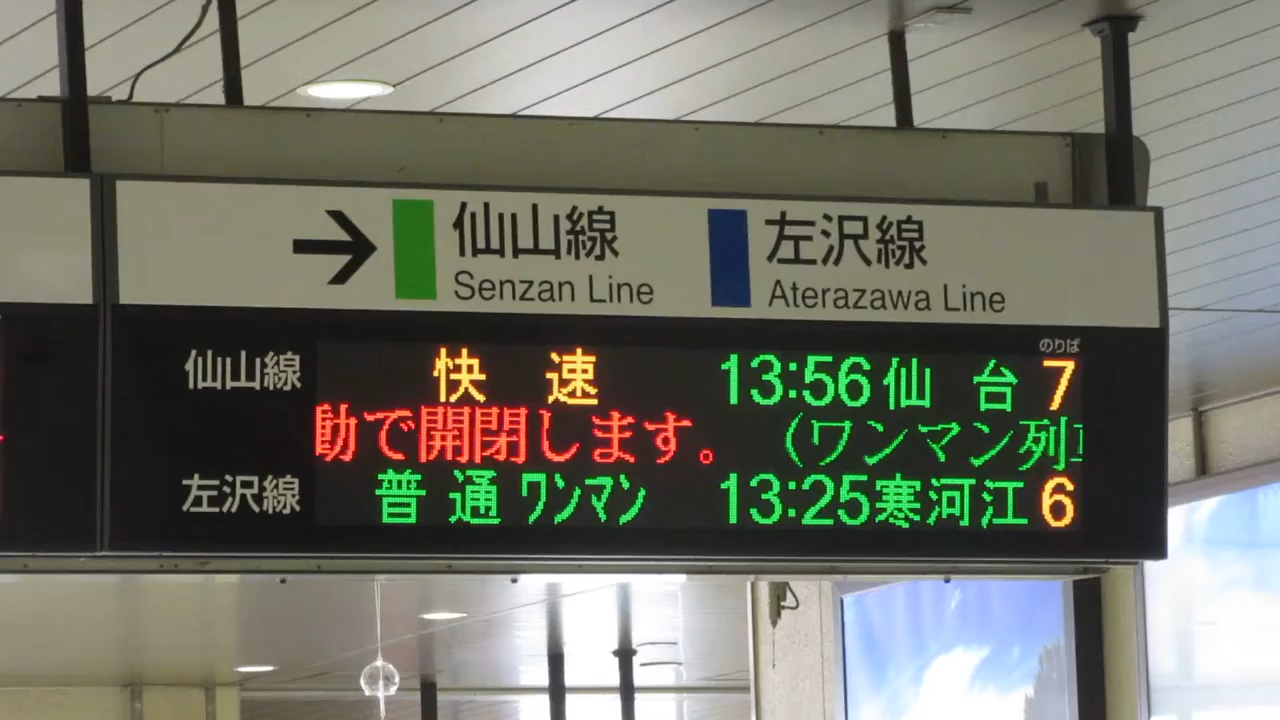 → 仙山線 左沢線
Senzan Line Aterazawa Line
のりば
仙山線 快 速 13:56 仙 台 7
動で開閉します。 (ワンマン列
左沢線 普 通 ワンマン 13:25 寒河江 6